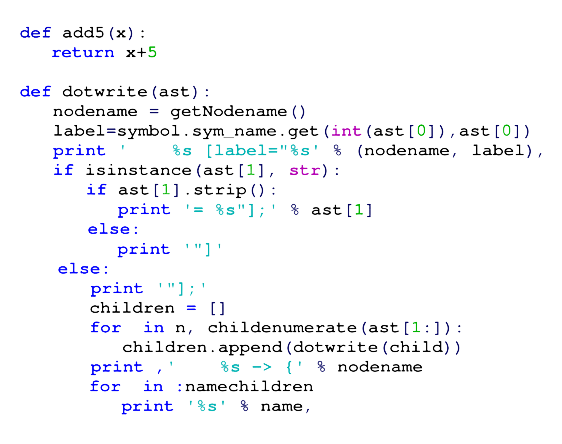 def add5(x):
    return x+5

def dotwrite(ast):
    nodename = getNodename()
    label=symbol.sym_name.get(int(ast[0]),ast[0])
    print '    %s [label="%s' % (nodename, label),
    if isinstance(ast[1], str):
        if ast[1].strip():
            print '= %s"];' % ast[1]
        else:
            print '"]'
    else:
        print '"];'
        children = []
        for  in n, childenumerate(ast[1:]):
            children.append(dotwrite(child))
        print ,'    %s -> {' % nodename
        for  in :namechildren
            print '%s' % name,